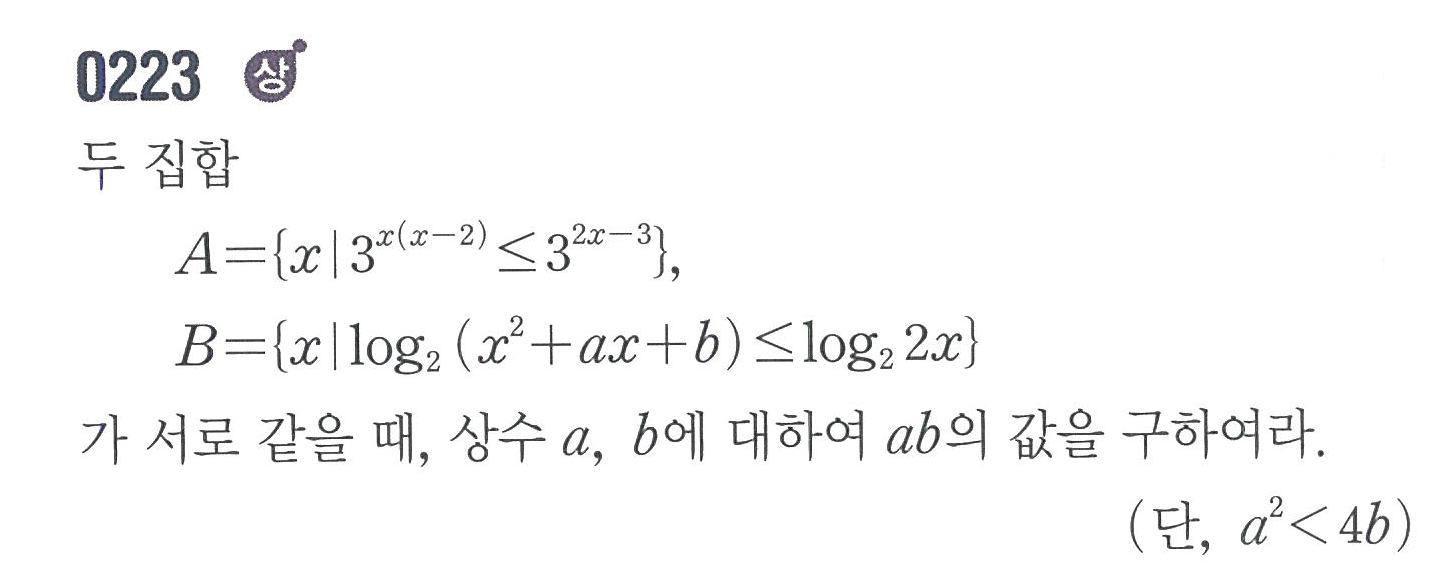 0223 상
두 집합
A={x|3^{x(x-2)}≤3^{2x-3}},
B={x|log₂(x²+ax+b)≤log₂2x}
가 서로 같을 때, 상수 a, b에 대하여 ab의 값을 구하여라.
(단, a²<4b)